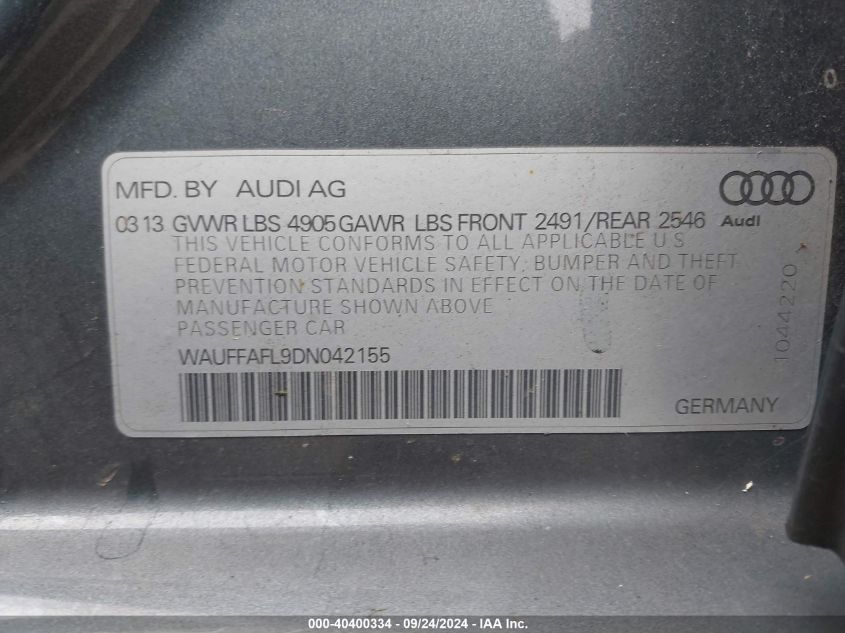 MFD. BY AUDI AG
Audi
0313 GVWR LBS 4905 GAWR LBS FRONT 2491/REAR 2546
THIS VEHICLE CONFORMS TO ALL APPLICABLE U S
FEDERAL MOTOR VEHICLE SAFETY, BUMPER AND THEFT
PREVENTION STANDARDS IN EFFECT ON THE DATE OF
MANUFACTURE SHOWN ABOVE
PASSENGER CAR
WAUFFAFL9DN042155
GERMANY
1044220
000-40400334 - 09/24/2024 - IAA Inc.